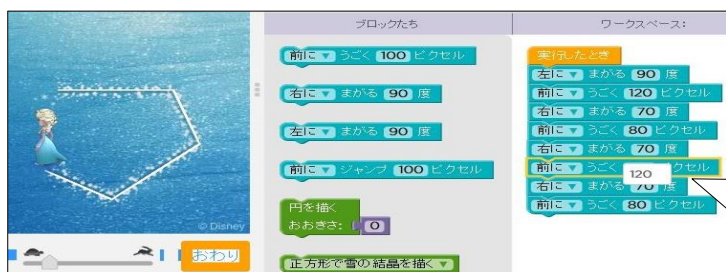 © Disney
おわり
ブロックたち
前に うごく 100 ピクセル
右に まがる 90 度
左に まがる 90 度
前に ジャンプ 100 ピクセル
円を描く
おおきさ: 0
正方形で雪の結晶を描く
ワークスペース:
実行したとき
左に まがる 90 度
前に うごく 120 ピクセル
右に まがる 70 度
前に うごく 80 ピクセル
右に まがる 70 度
前に うごく クセル
120
右に まがる 70 度
前に うごく 80 ピクセル